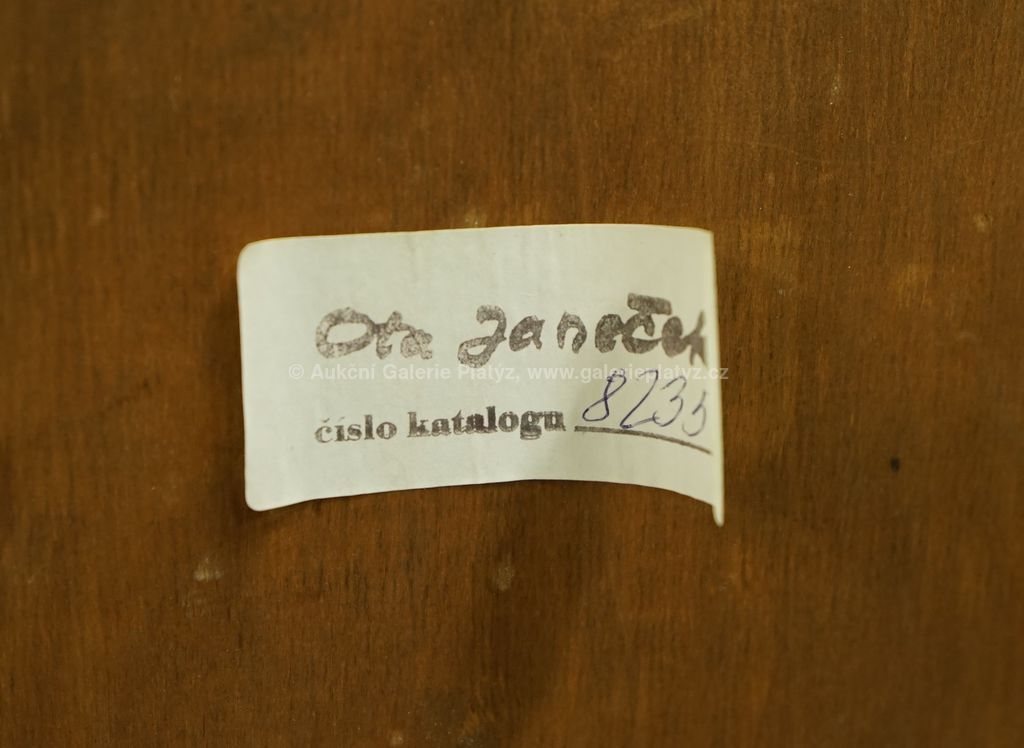 Ota Janeček
© Aukční Galerie Platýz, www.galerieplatyz.cz
číslo katalogu 8233